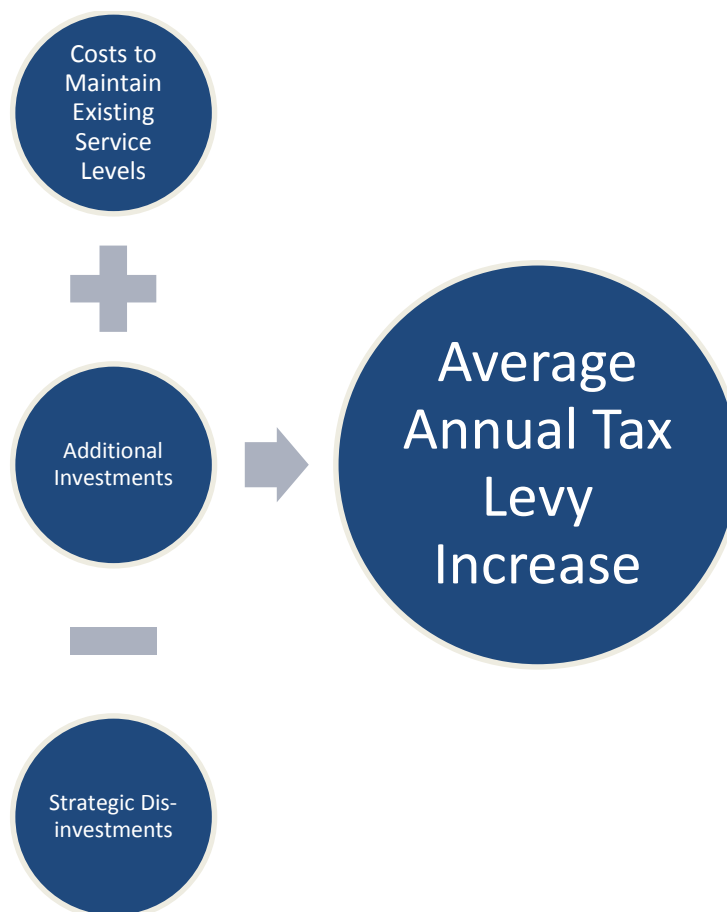 Costs to
Maintain
Existing
Service
Levels
Additional
Investments
Strategic Dis-
investments
Average
Annual Tax
Levy
Increase